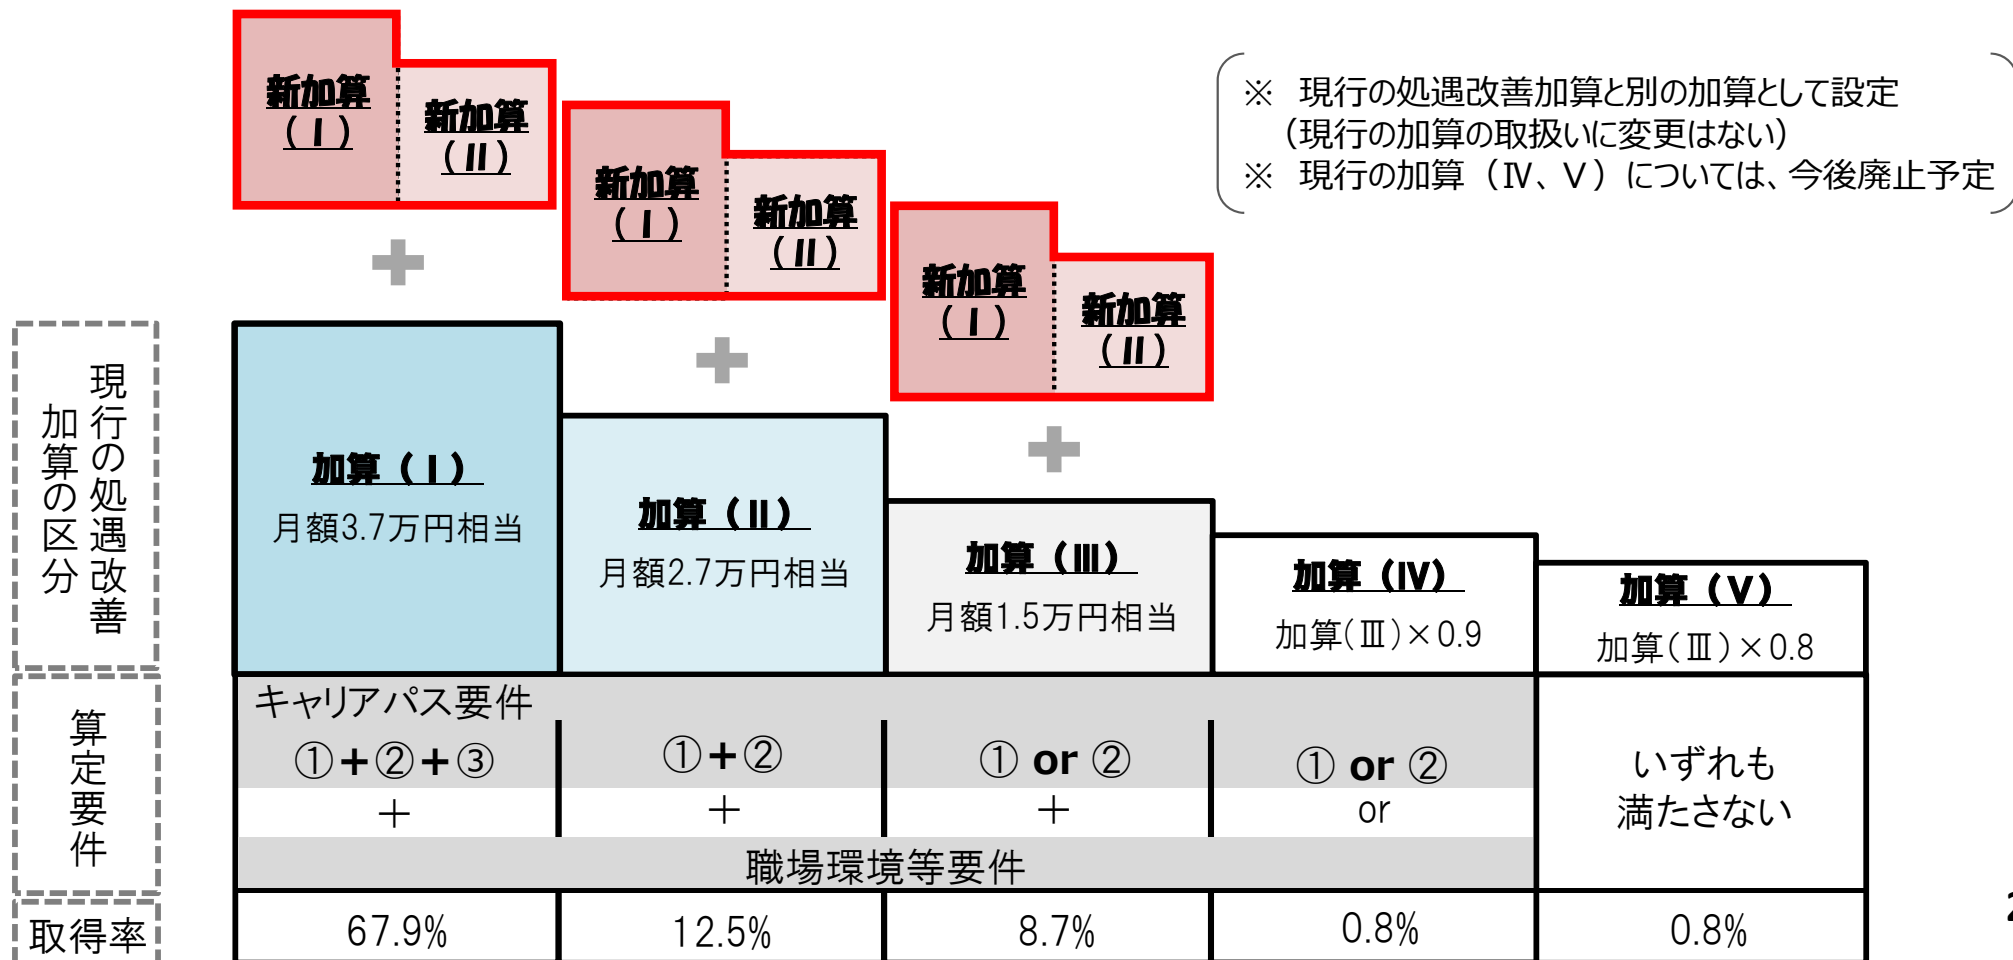 新加算
(Ⅰ)
新加算
(Ⅱ)
新加算
(Ⅰ)
新加算
(Ⅱ)
新加算
(Ⅰ)
新加算
(Ⅱ)
※ 現行の処遇改善加算と別の加算として設定
（現行の加算の取扱いに変更はない）
※ 現行の加算（Ⅳ、Ⅴ）については、今後廃止予定
現行の処遇改善
加算の区分
加算（Ⅰ）
月額3.7万円相当
加算（Ⅱ）
月額2.7万円相当
加算（Ⅲ）
月額1.5万円相当
加算（Ⅳ）
加算(Ⅲ)×0.9
加算（Ⅴ）
加算(Ⅲ)×0.8
算定要件
キャリアパス要件
①+②+③
＋
①+②
＋
① or ②
＋
① or ②
or
職場環境等要件
いずれも
満たさない
取得率
67.9%
12.5%
8.7%
0.8%
0.8%